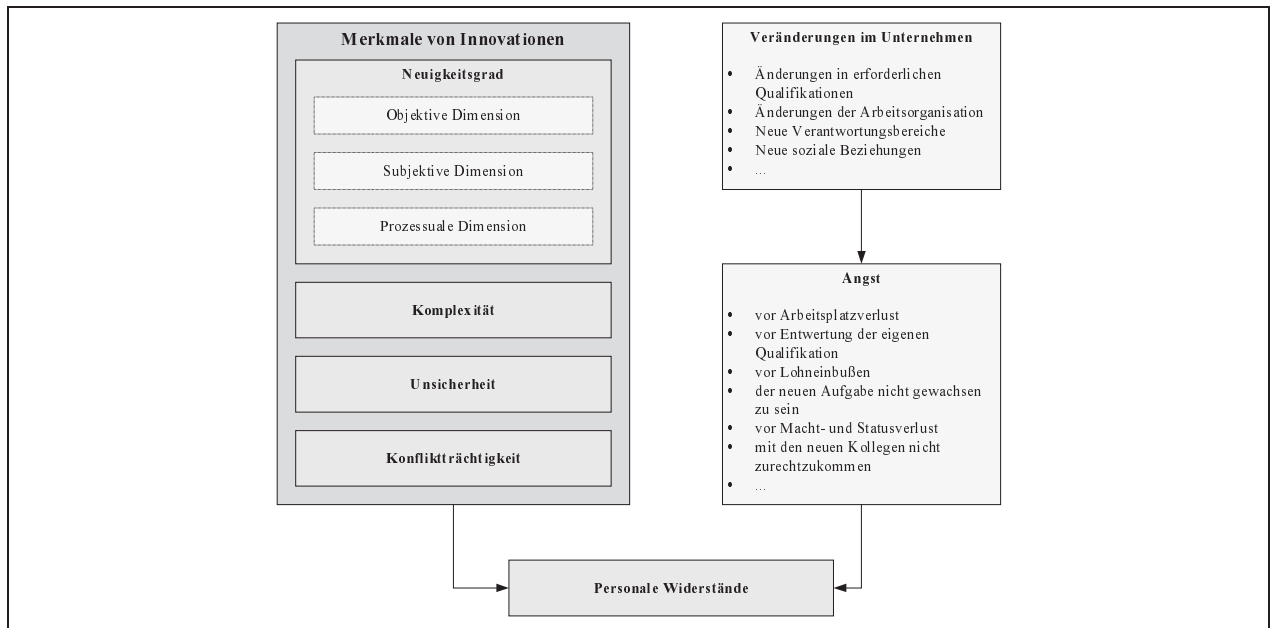 Merkmale von Innovationen
Neuigkeitsgrad
Objektive Dimension
Subjektive Dimension
Prozessuale Dimension
Komplexität
Unsicherheit
Konfliktträchtigkeit
Veränderungen im Unternehmen
• Änderungen in erforderlichen
Qualifikationen
• Änderungen der Arbeitsorganisation
• Neue Verantwortungsbereiche
• Neue soziale Beziehungen
• ...
Angst
• vor Arbeitsplatzverlust
• vor Entwertung der eigenen
Qualifikation
• vor Lohneinbußen
• der neuen Aufgabe nicht gewachsen
zu sein
• vor Macht- und Statusverlust
• mit den neuen Kollegen nicht
zurechtzukommen
• ...
Personale Widerstände